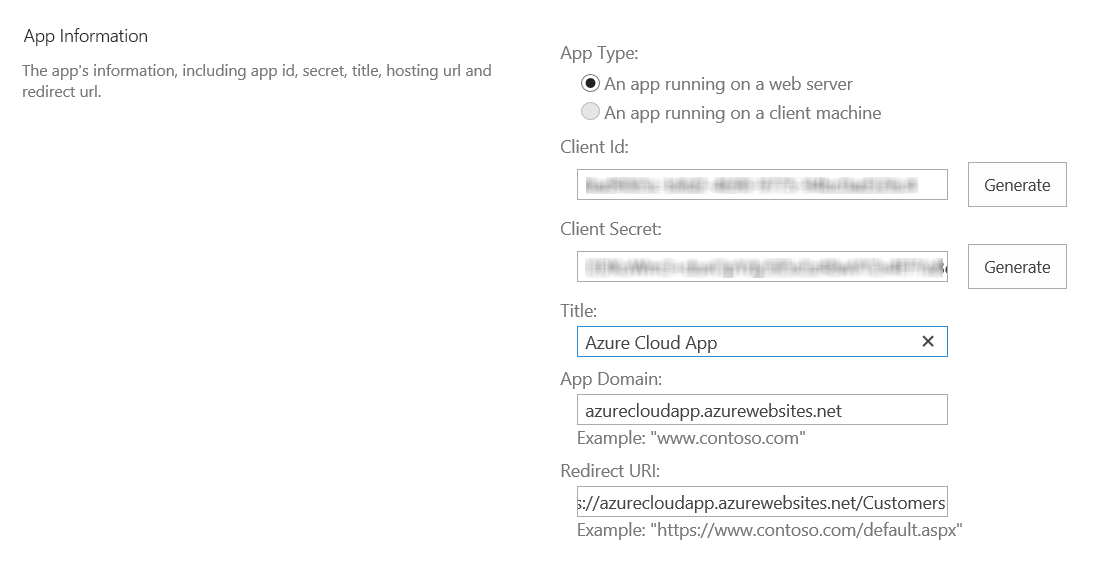 App Information
The app's information, including app id, secret, title, hosting url and
redirect url.
App Type:
An app running on a web server
An app running on a client machine
Client Id:
Generate
Client Secret:
Generate
Title:
Azure Cloud App
App Domain:
azurecloudapp.azurewebsites.net
Example: "www.contoso.com"
Redirect URI:
s://azurecloudapp.azurewebsites.net/Customers
Example: "https://www.contoso.com/default.aspx"